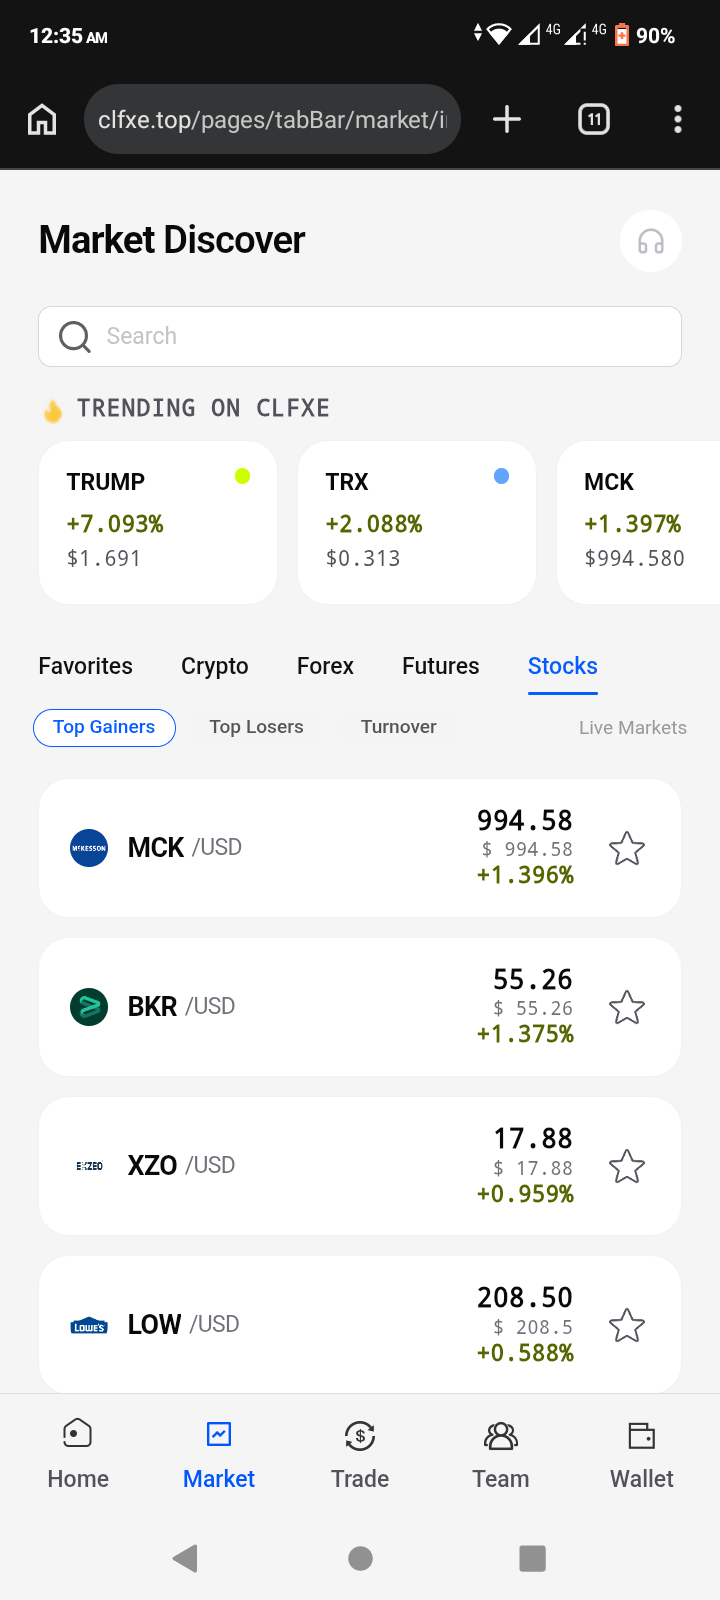 12:35 AM 4G 4G 90%
clfxe.top/pages/tabBar/market/i
11
Market Discover
Search
TRENDING ON CLFXE
TRUMP TRX MCK
+7.093% +2.088% +1.397%
$1.691 $0.313 $994.580
Favorites Crypto Forex Futures Stocks
Top Gainers Top Losers Turnover Live Markets
994.58
MCKESSON MCK /USD $ 994.58
+1.396%
55.26
BKR /USD $ 55.26
+1.375%
17.88
XZO /USD $ 17.88
+0.959%
208.50
LOWE'S LOW /USD $ 208.5
+0.588%
Home Market Trade Team Wallet